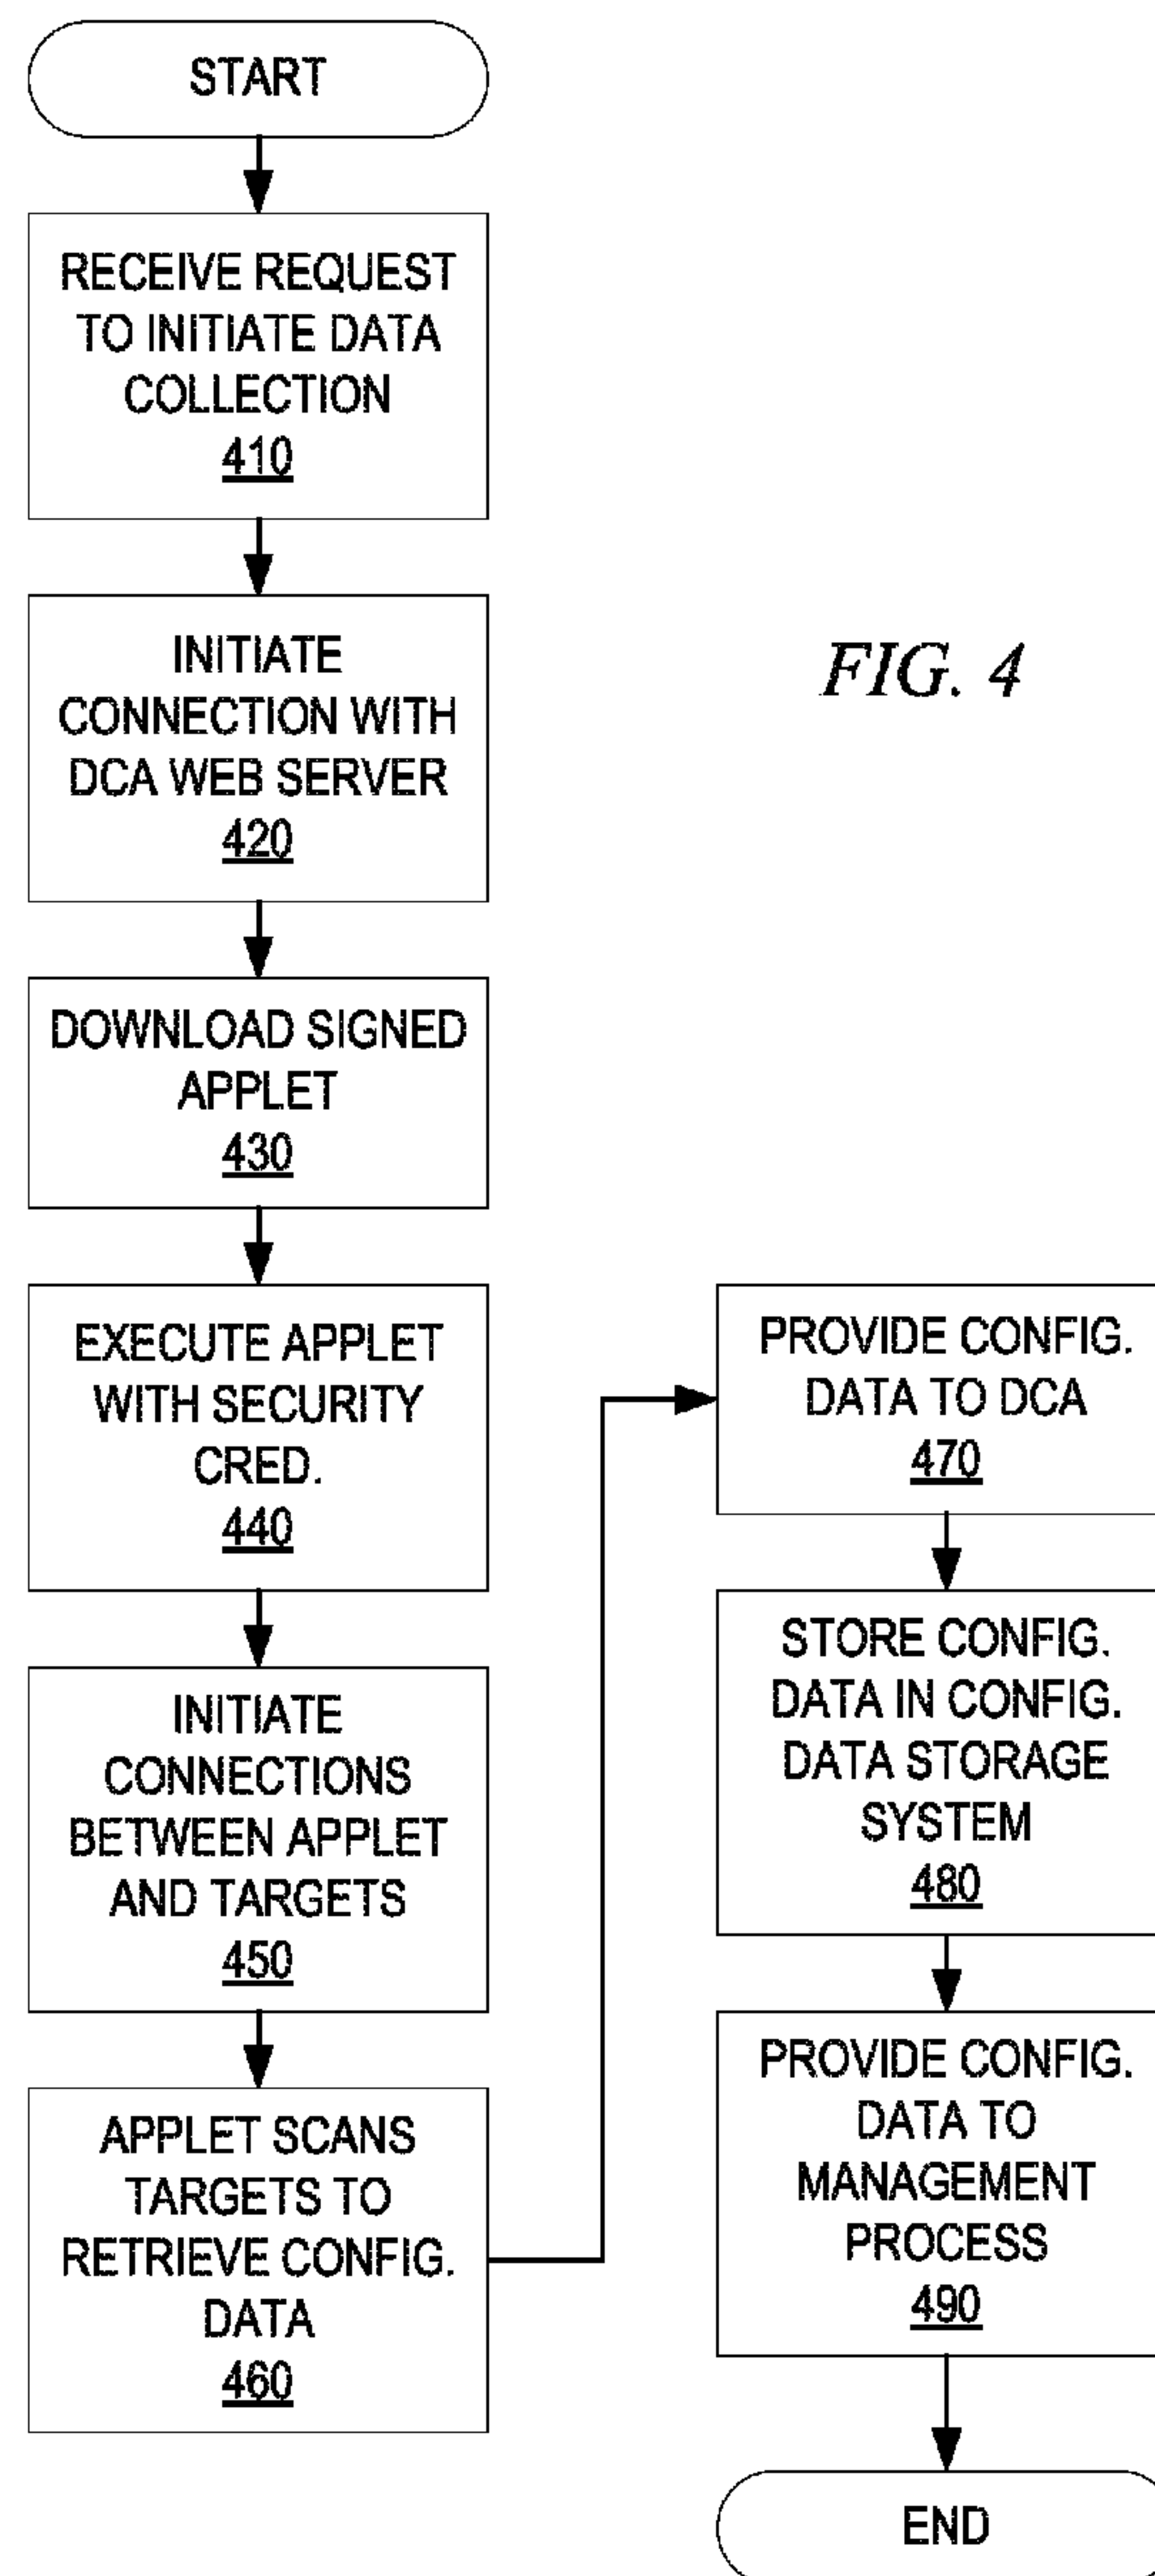 START
RECEIVE REQUEST
TO INITIATE DATA
COLLECTION
410
INITIATE
CONNECTION WITH
DCA WEB SERVER
420
DOWNLOAD SIGNED
APPLET
430
EXECUTE APPLET
WITH SECURITY
CRED.
440
INITIATE
CONNECTIONS
BETWEEN APPLET
AND TARGETS
450
APPLET SCANS
TARGETS TO
RETRIEVE CONFIG.
DATA
460
FIG. 4
PROVIDE CONFIG.
DATA TO DCA
470
STORE CONFIG.
DATA IN CONFIG.
DATA STORAGE
SYSTEM
480
PROVIDE CONFIG.
DATA TO
MANAGEMENT
PROCESS
490
END